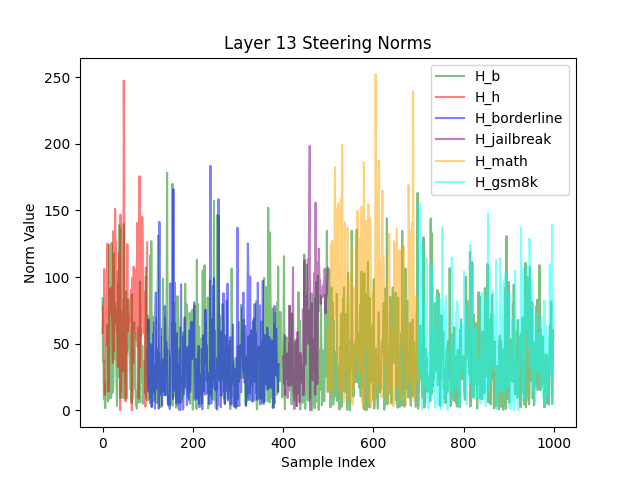 Layer 13 Steering Norms
Norm Value
250
200
150
100
50
0
H_b
H_h
H_borderline
H_jailbreak
H_math
H_gsm8k
0
200
400
600
800
1000
Sample Index